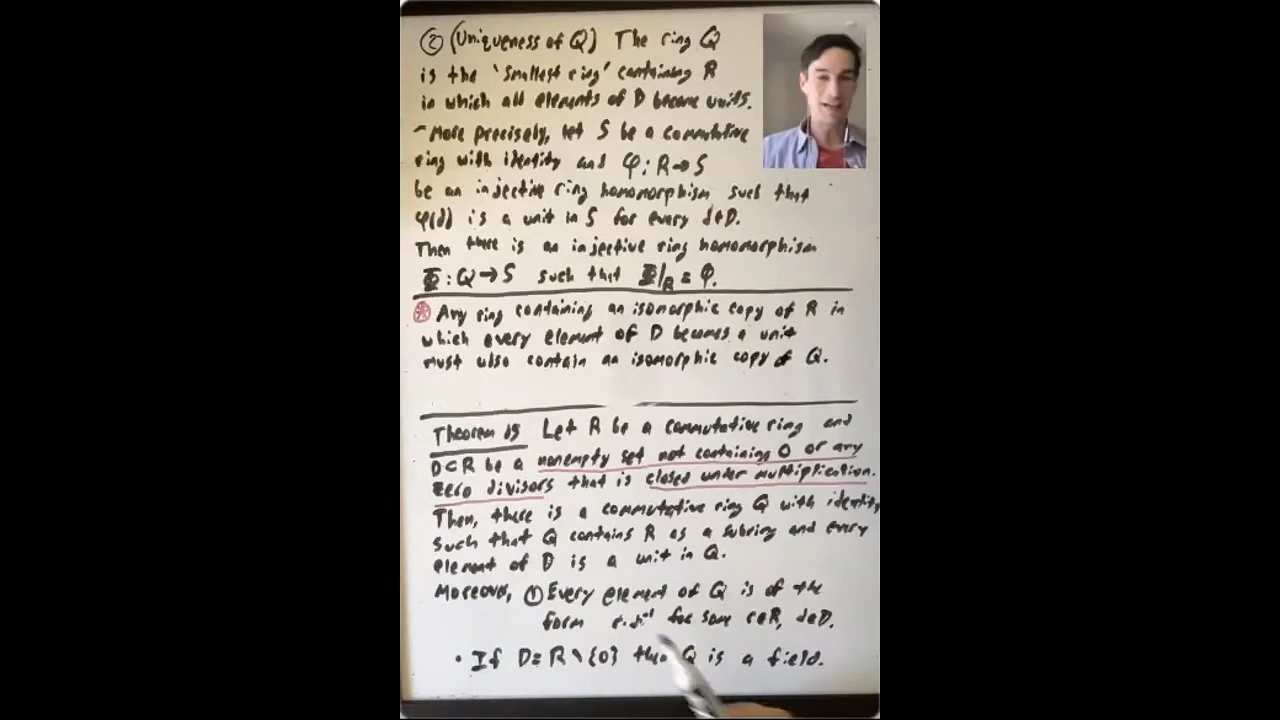 ② (Uniqueness of Q) The ring Q
is the 'smallest ring' containing R
in which all elements of D become units.
- More precisely, let S be a commutative
ring with identity and φ: R→S
be an injective ring homomorphism such that
φ(d) is a unit in S for every d∈D.
Then there is an injective ring homomorphism
Φ: Q→S such that Φ|_R = φ.
⊛ Any ring containing an isomorphic copy of R in
which every element of D becomes a unit
must also contain an isomorphic copy of Q.
Theorem 15 Let R be a commutative ring and
D⊂R be a nonempty set not containing 0 or any
zero divisors that is closed under multiplication.
Then, there is a commutative ring Q with identity
such that Q contains R as a subring and every
element of D is a unit in Q.
Moreover, ① Every element of Q is of the
form r·d⁻¹ for some r∈R, d∈D.
• If D = R \ {0} then Q is a field.